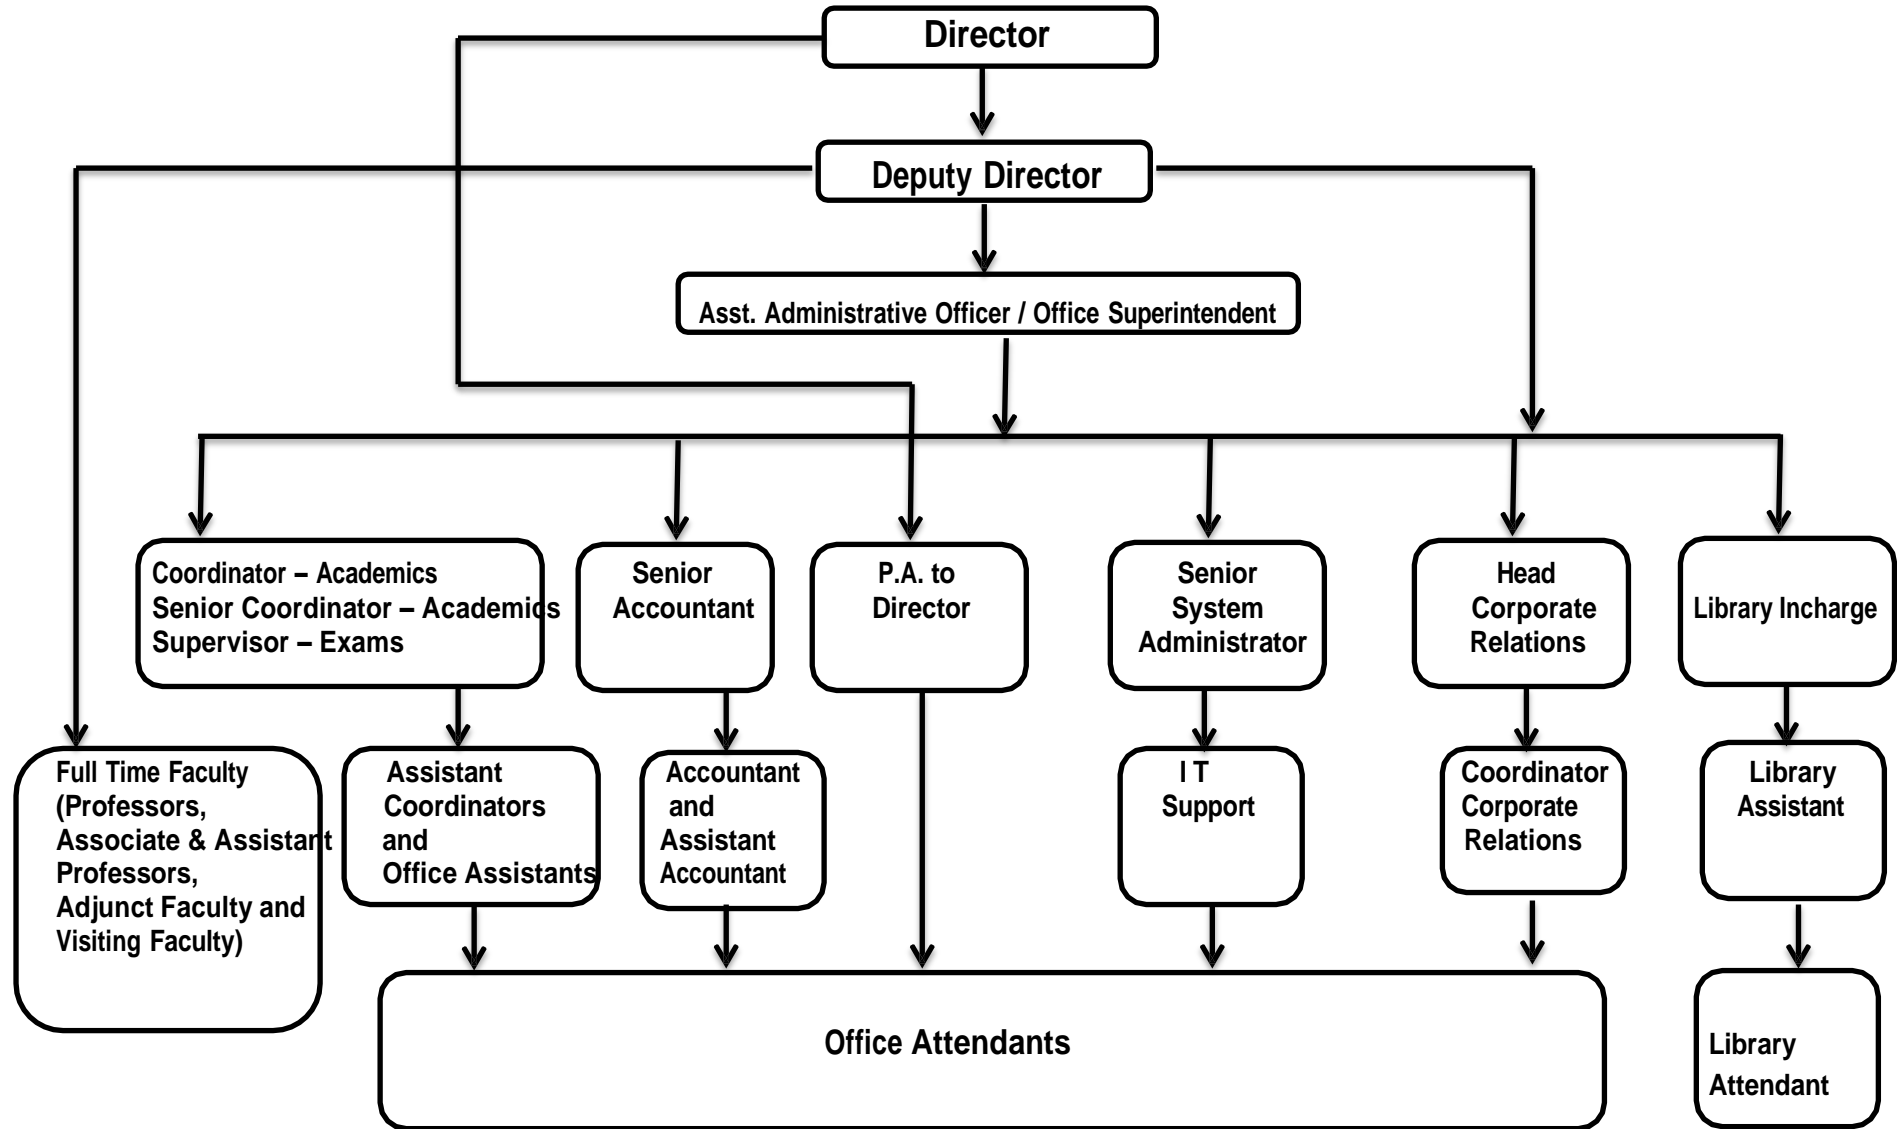 Director
Deputy Director
Asst. Administrative Officer / Office Superintendent
Coordinator – Academics
Senior Coordinator – Academics
Supervisor – Exams
Senior
Accountant
P.A. to
Director
Senior
System
Administrator
Head
Corporate
Relations
Library Incharge
Full Time Faculty
(Professors,
Associate & Assistant
Professors,
Adjunct Faculty and
Visiting Faculty)
Assistant
Coordinators
and
Office Assistants
Accountant
and
Assistant
Accountant
I T
Support
Coordinator
Corporate
Relations
Library
Assistant
Office Attendants
Library
Attendant